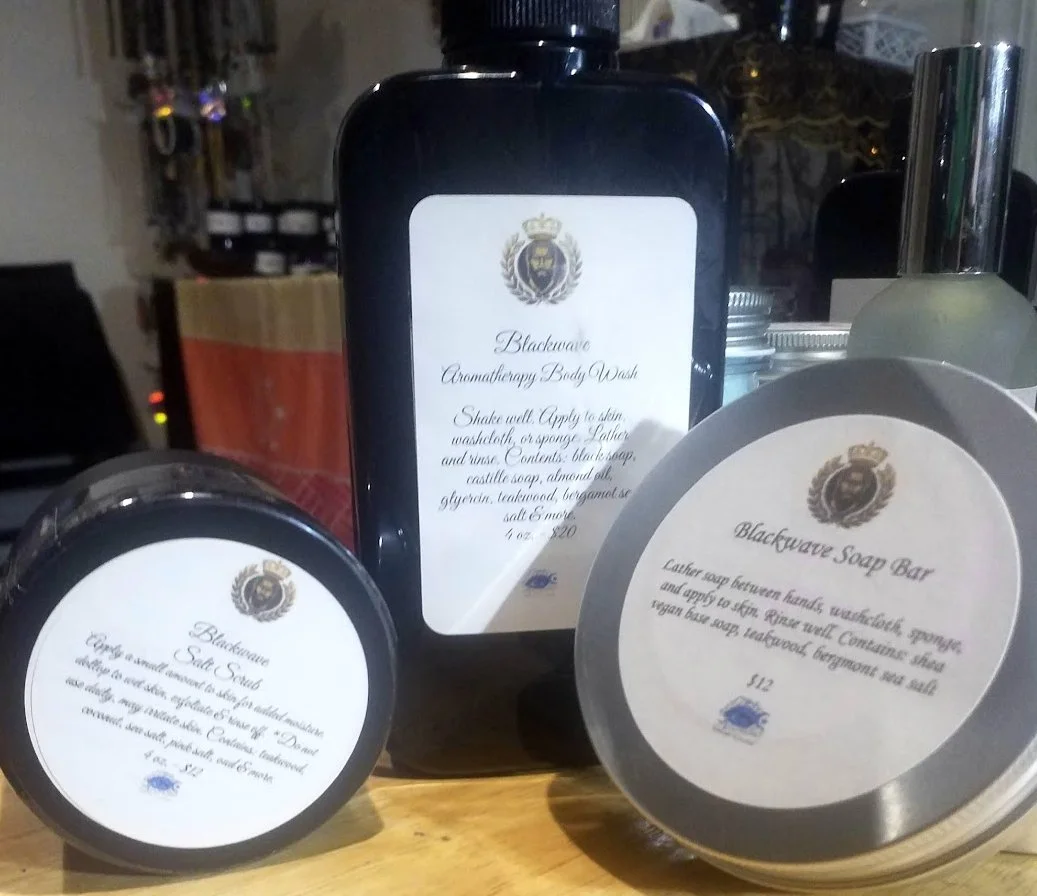 Blackwave
Aromatherapy Body Wash
Shake well. Apply to skin,
washcloth, or sponge. Lather
and rinse. Contents: black soap,
castille soap, almond oil,
glyercin, teakwood, bergamot se
salt & more.
4 oz. - $20
Blackwave
Salt Scrub
Apply a small amount to skin for added moisture.
dollop to wet skin, exfoliate & rinse off. *Do not
use daily, may irritate skin. Contains: teakwood,
coconut, sea salt, pink salt, oud & more.
4 oz. - $12
Blackwave Soap Bar
Lather soap between hands, washcloth, sponge,
and apply to skin. Rinse well. Contains: shea
vegan base soap, teakwood, bergmont sea salt
$12